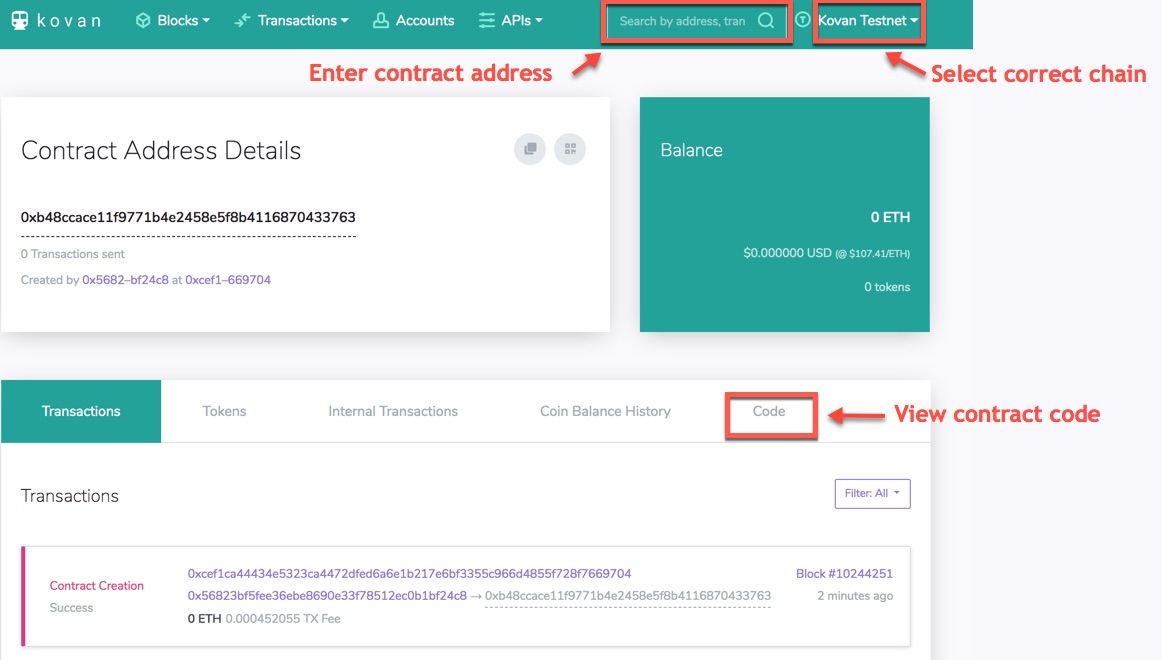 kovan Blocks Transactions Accounts APIs Search by address, tran Kovan Testnet
Enter contract address
Select correct chain
Contract Address Details
Balance
0xb48ccace11f9771b4e2458e5f8b4116870433763
0 ETH
0 Transactions sent
$0.000000 USD (@ $107.41/ETH)
Created by 0x5682–bf24c8 at 0xcef1–669704
0 tokens
Transactions Tokens Internal Transactions Coin Balance History Code
View contract code
Transactions
Filter: All
Contract Creation
Success
0xcef1ca44434e5323ca4472dfed6a6e1b217e6bf3355c966d4855f728f7669704
Block #10244251
0x56823bf5fee36ebe8690e33f78512ec0b1bf24c8 → 0xb48ccace11f9771b4e2458e5f8b4116870433763
2 minutes ago
0 ETH 0.000452055 TX Fee